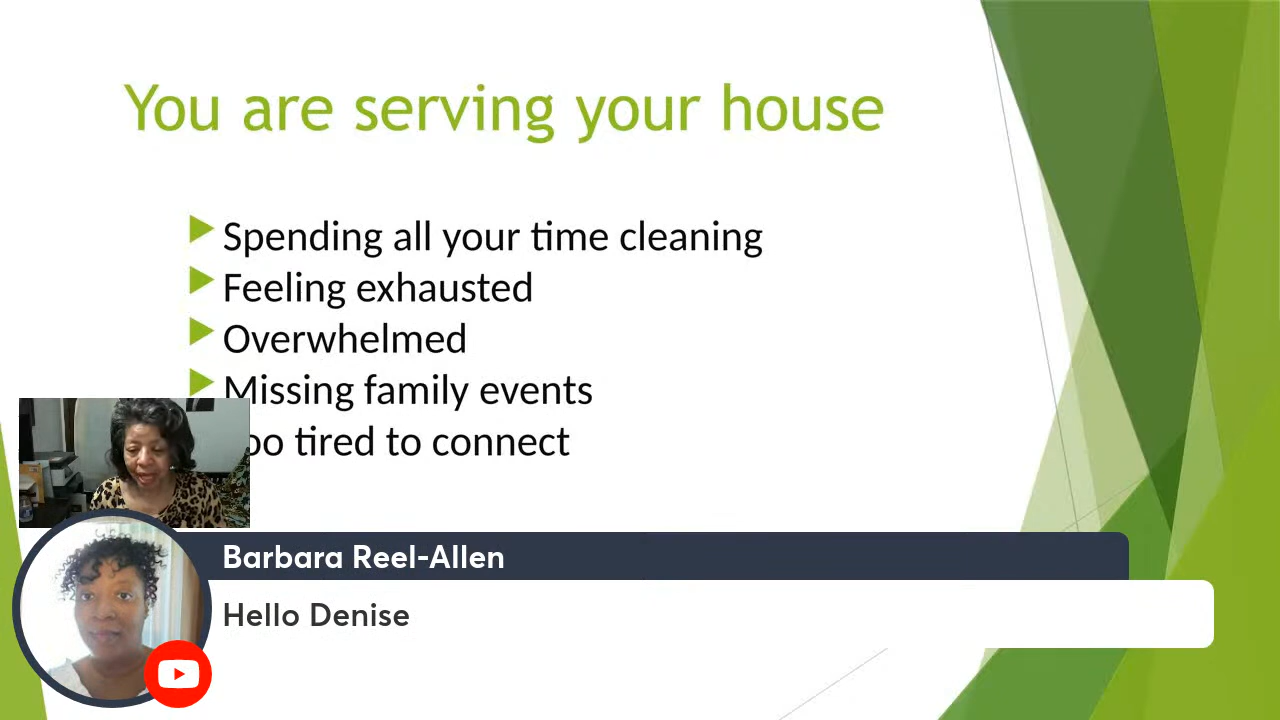 You are serving your house
Spending all your time cleaning
Feeling exhausted
Overwhelmed
Missing family events
tired to connect
Barbara Reel-Allen
Hello Denise